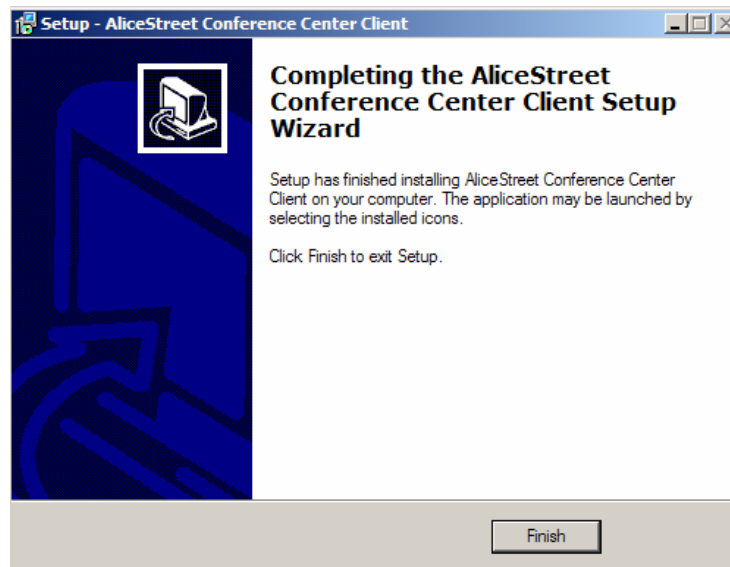 Setup - AliceStreet Conference Center Client
Completing the AliceStreet
Conference Center Client Setup
Wizard
Setup has finished installing AliceStreet Conference Center
Client on your computer. The application may be launched by
selecting the installed icons.
Click Finish to exit Setup.
Finish